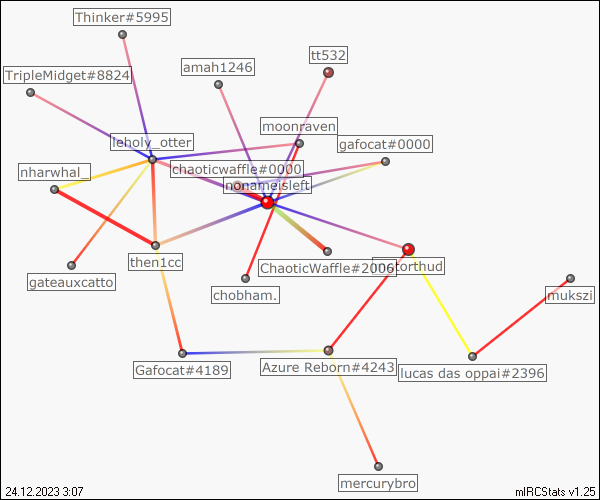 Thinker#5995
tt532
amah1246
TripleMidget#8824
moonraven
leholy_otter
gafocat#0000
chaoticwaffle#0000
nharwhal_
nonameisleft
then1cc
ChaoticWaffle#2006
gateauxcatto
chobham.
mukszi
Gafocat#4189
Azure Reborn#4243
lucas das oppai#2396
mercurybro
24.12.2023 3:07
mIRCStats v1.25